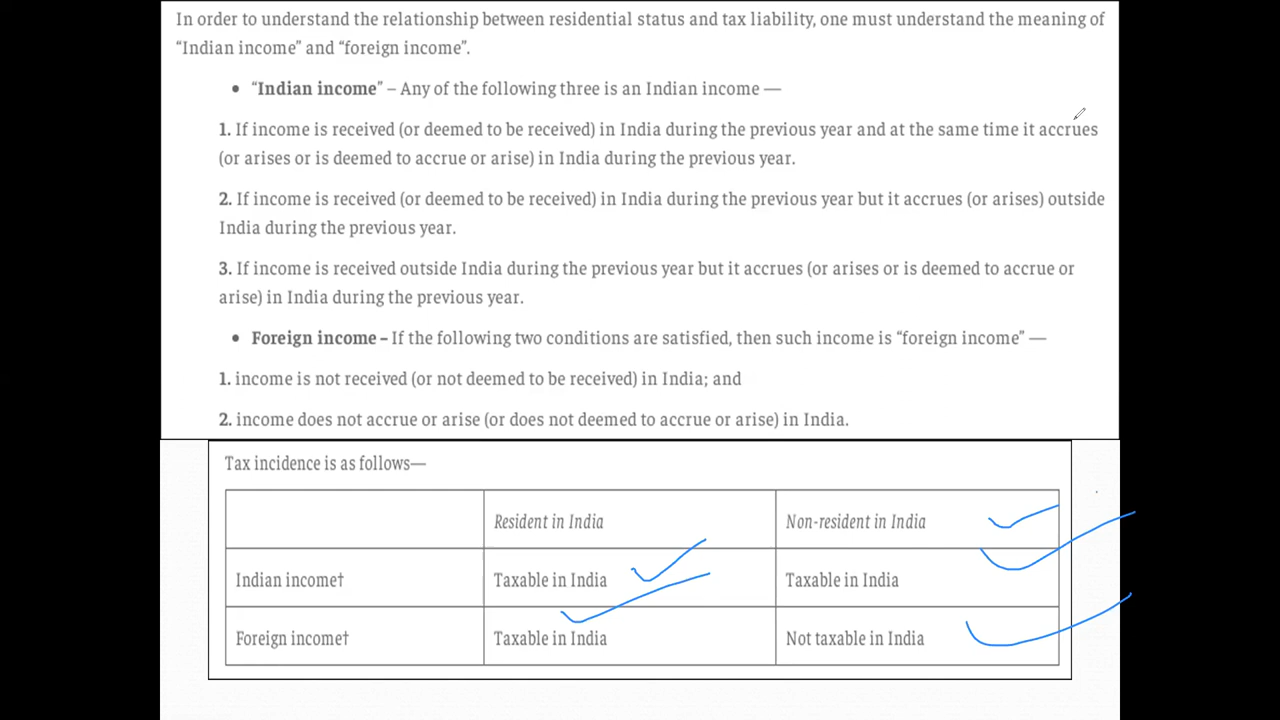 In order to understand the relationship between residential status and tax liability, one must understand the meaning of
“Indian income” and “foreign income”.
• “Indian income” – Any of the following three is an Indian income —
1. If income is received (or deemed to be received) in India during the previous year and at the same time it accrues
(or arises or is deemed to accrue or arise) in India during the previous year.
2. If income is received (or deemed to be received) in India during the previous year but it accrues (or arises) outside
India during the previous year.
3. If income is received outside India during the previous year but it accrues (or arises or is deemed to accrue or
arise) in India during the previous year.
• Foreign income – If the following two conditions are satisfied, then such income is “foreign income” —
1. income is not received (or not deemed to be received) in India; and
2. income does not accrue or arise (or does not deemed to accrue or arise) in India.
Tax incidence is as follows—
Resident in India Non-resident in India
Indian income† Taxable in India Taxable in India
Foreign income† Taxable in India Not taxable in India